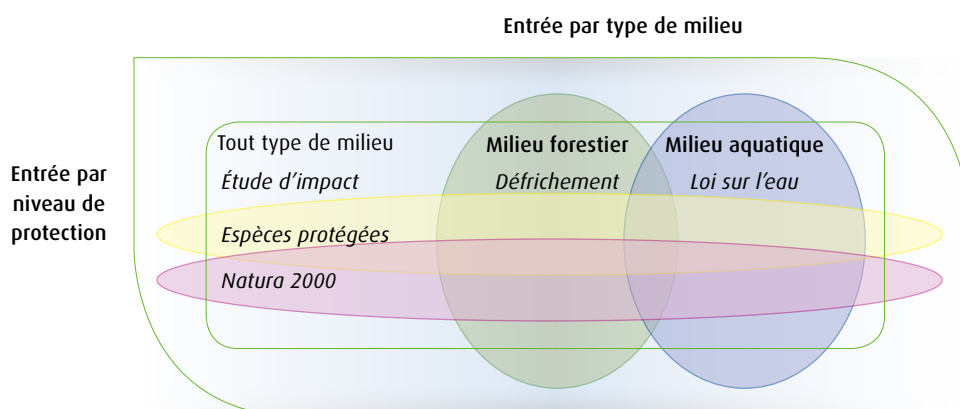 Entrée par type de milieu
Tout type de milieu
Milieu forestier
Milieu aquatique
Entrée par
niveau de
protection
Étude d’impact
Défrichement
Loi sur l’eau
Espèces protégées
Natura 2000